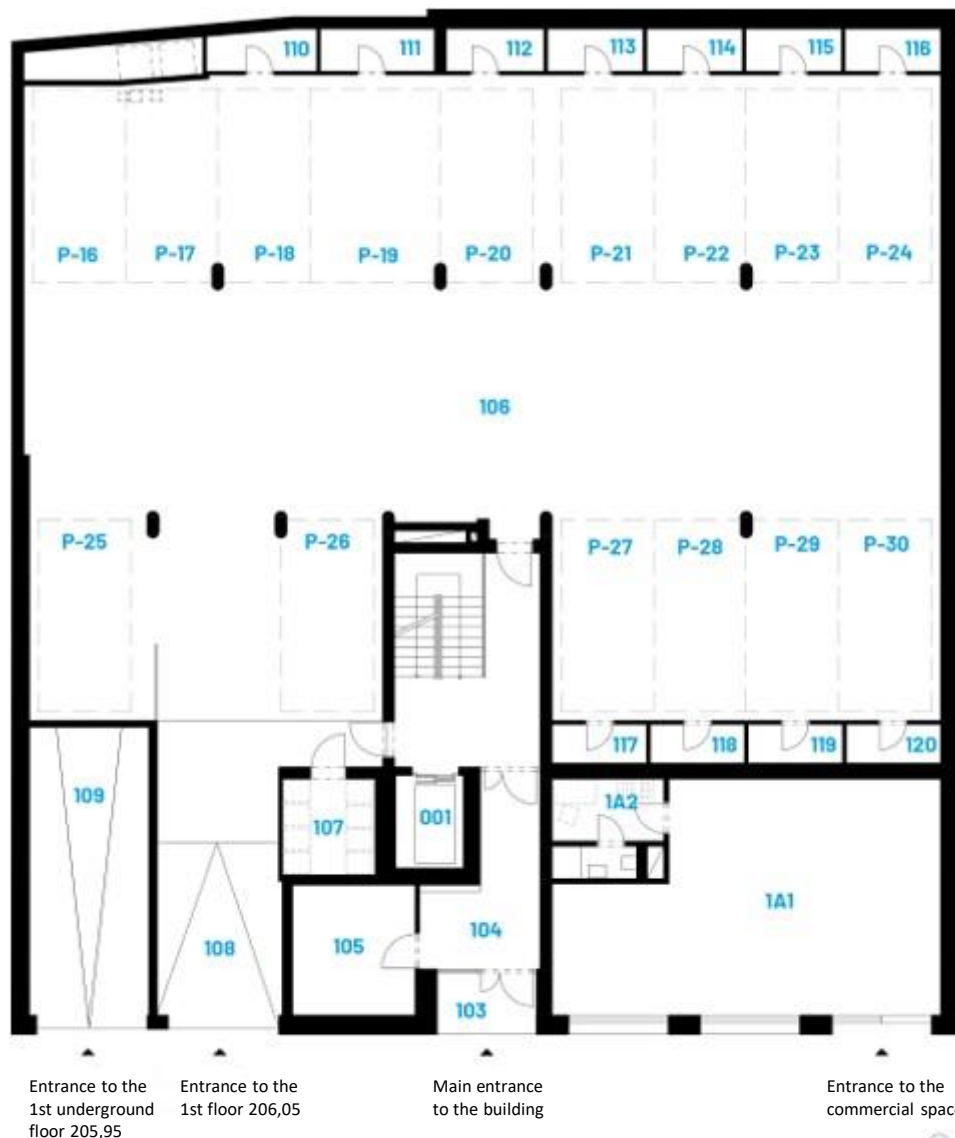 110 111 112 113 114 115 116
P-16 P-17 P-18 P-19 P-20 P-21 P-22 P-23 P-24
106
P-25 P-26 P-27 P-28 P-29 P-30
117 118 119 120
109 107 001 1A2
1A1
108 105 104
103
Entrance to the
1st underground
floor 205,95
Entrance to the
1st floor 206,05
Main entrance
to the building
Entrance to the
commercial spac